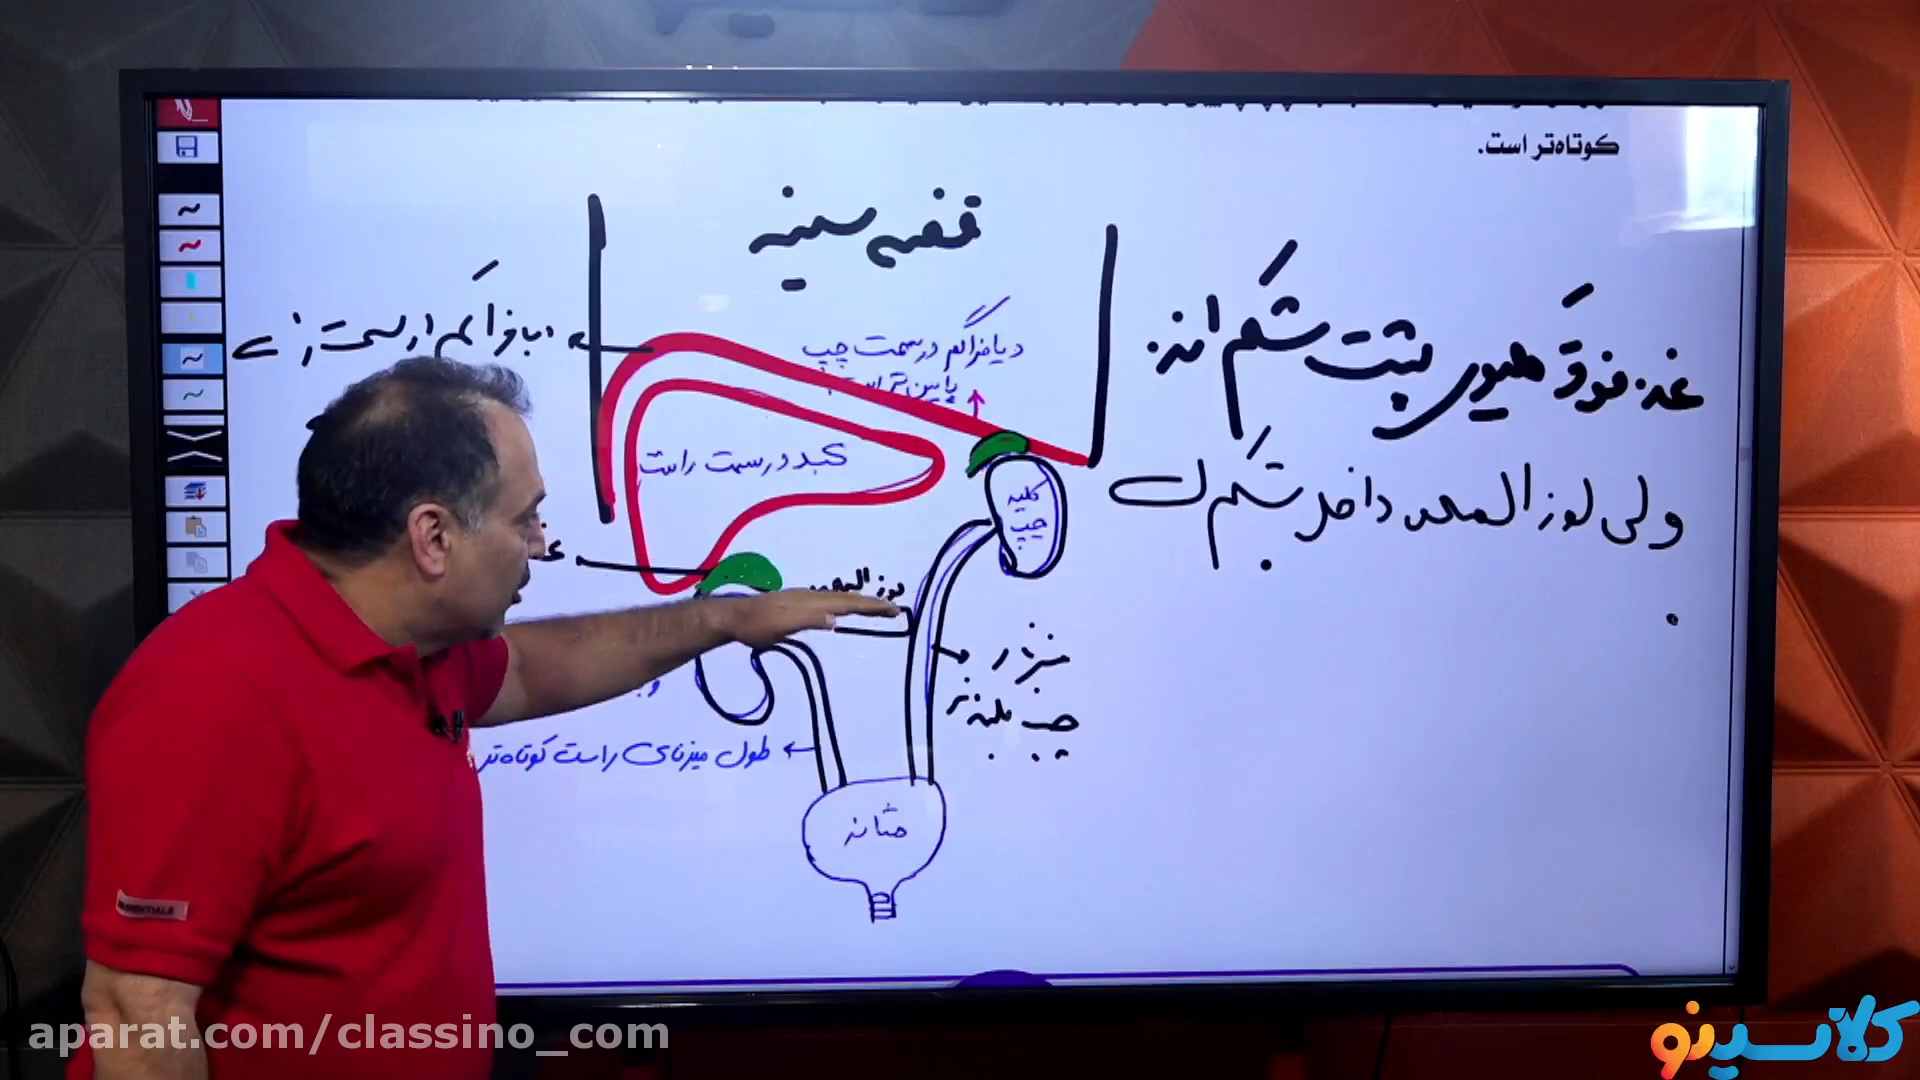 کوتاه‌تر است.
قفسه سینه
غدد فوق کلیوی پشت شکم اند.
ولی لوزالمعده داخل شکم
دیافراگم در سمت چپ
پایین‌تر است
دیافراگم از سمت
کبد در سمت راست
کلیه
چپ
لوزالمعده
میزنای
چپ بلندتر
طول میزنای راست کوتاه‌تر
مثانه
aparat.com/classino_com
کلاسینو